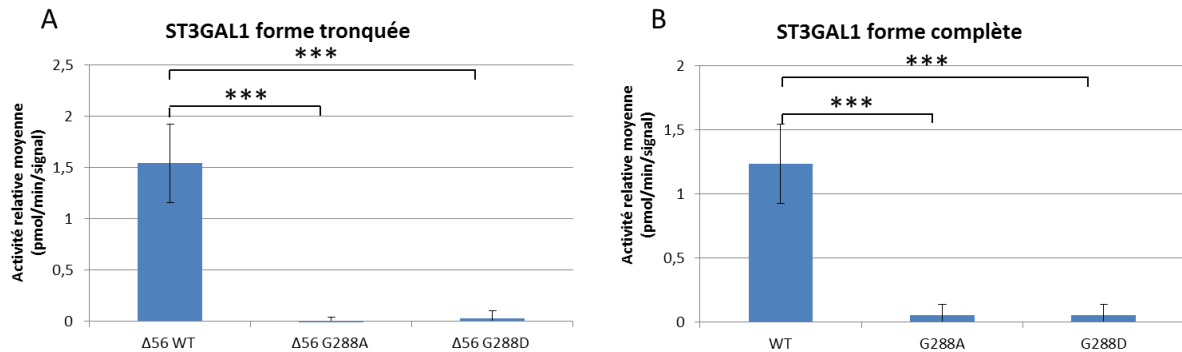 A
ST3GAL1 forme tronquée
Activité relative moyenne
(pmol/min/signal)
2,5
2
1,5
1
0,5
0
***
***
Δ56 WT
Δ56 G288A
Δ56 G288D
B
ST3GAL1 forme complète
Activité relative moyenne
(pmol/min/signal)
2
1,5
1
0,5
0
***
***
WT
G288A
G288D